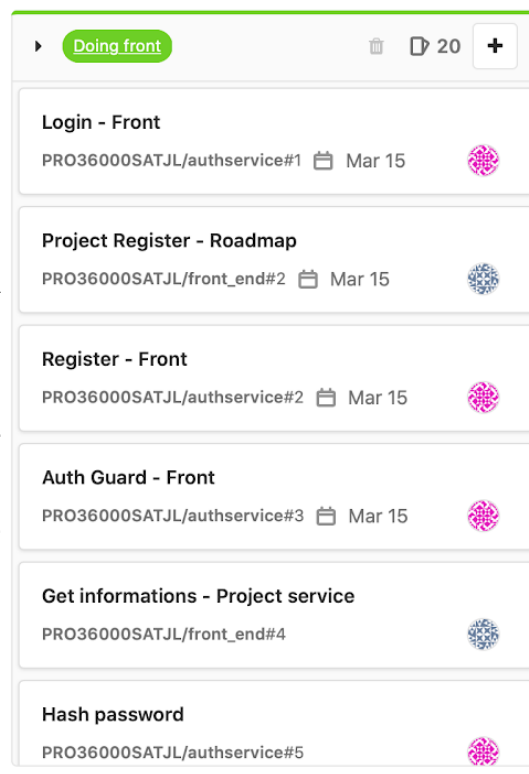 Doing front
20
Login - Front
PRO36000SATJL/authservice#1 Mar 15
Project Register - Roadmap
PRO36000SATJL/front_end#2 Mar 15
Register - Front
PRO36000SATJL/authservice#2 Mar 15
Auth Guard - Front
PRO36000SATJL/authservice#3 Mar 15
Get informations - Project service
PRO36000SATJL/front_end#4
Hash password
PRO36000SATJL/authservice#5